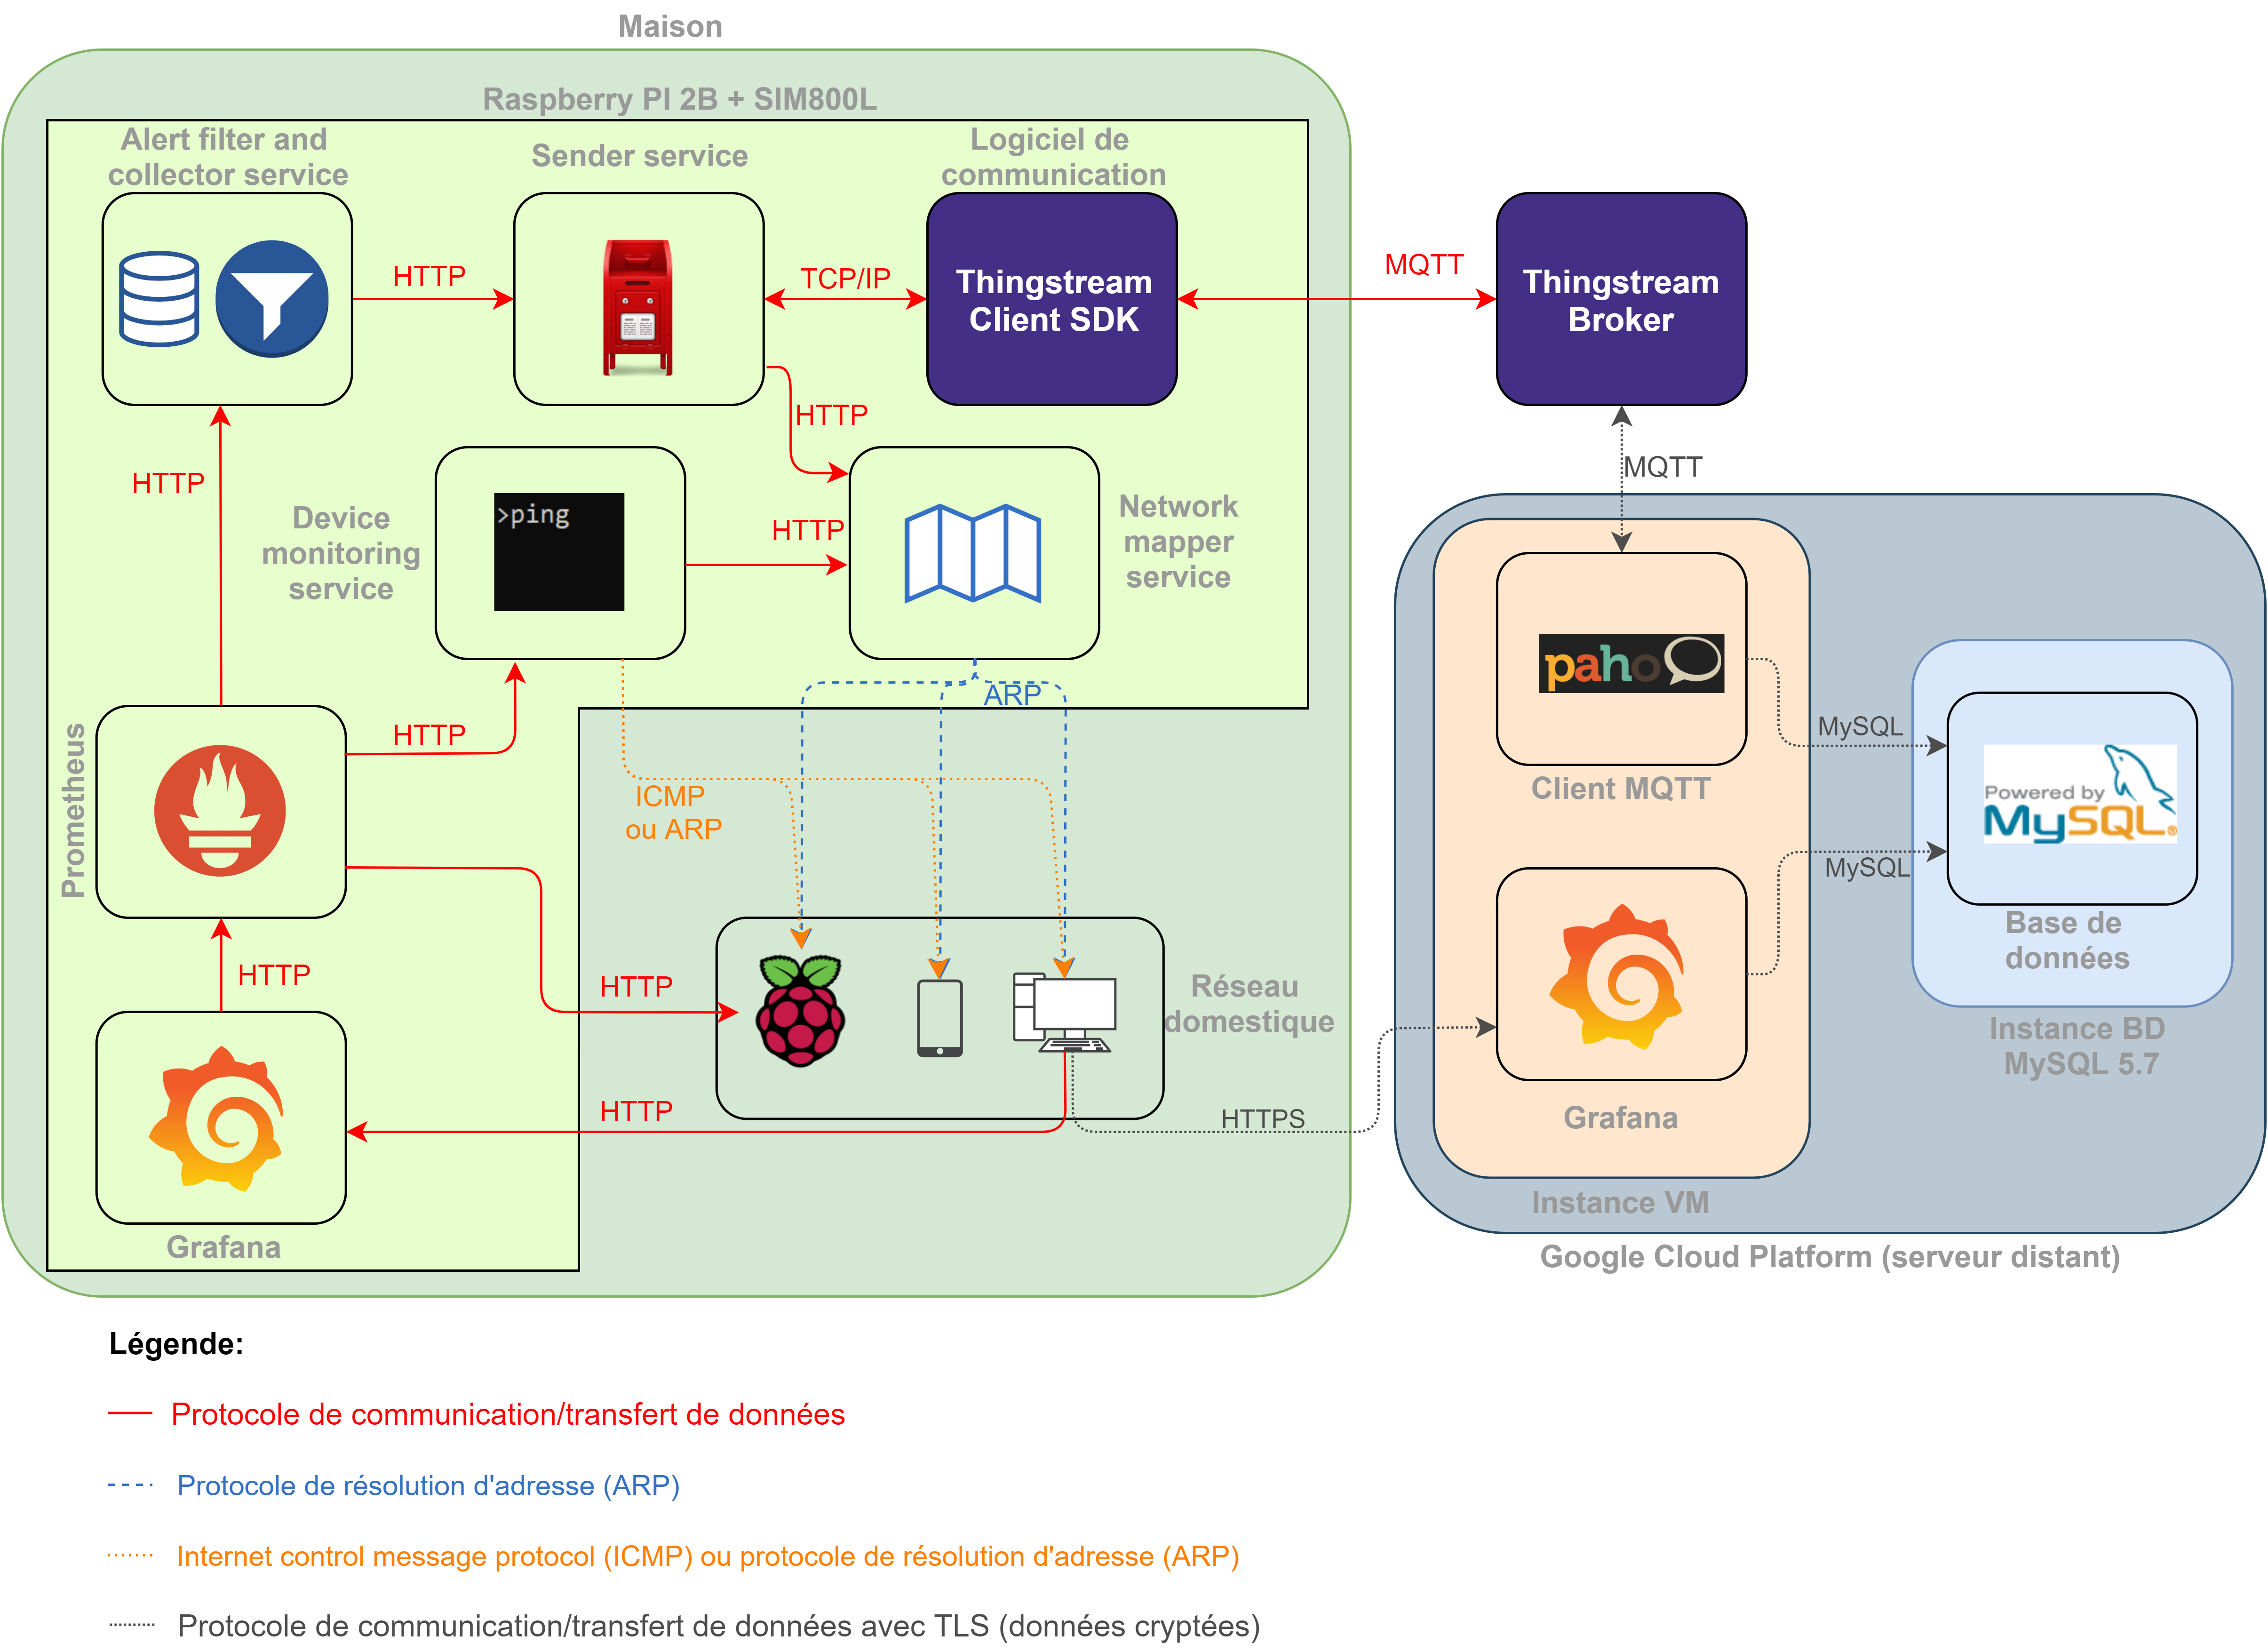 Maison
Raspberry PI 2B + SIM800L
Alert filter and
collector service
Sender service
Logiciel de
communication
HTTP
TCP/IP
Thingstream
Client SDK
MQTT
Thingstream
Broker
HTTP
HTTP
MQTT
Device
monitoring
service
>ping
HTTP
Network
mapper
service
ARP
HTTP
Prometheus
ICMP
ou ARP
paho
Client MQTT
MySQL
Powered by
MySQL®
MySQL
Base de
données
HTTP
HTTP
Réseau
domestique
Instance BD
MySQL 5.7
HTTP
HTTPS
Grafana
Grafana
Instance VM
Google Cloud Platform (serveur distant)
Légende:
Protocole de communication/transfert de données
Protocole de résolution d'adresse (ARP)
Internet control message protocol (ICMP) ou protocole de résolution d'adresse (ARP)
Protocole de communication/transfert de données avec TLS (données cryptées)